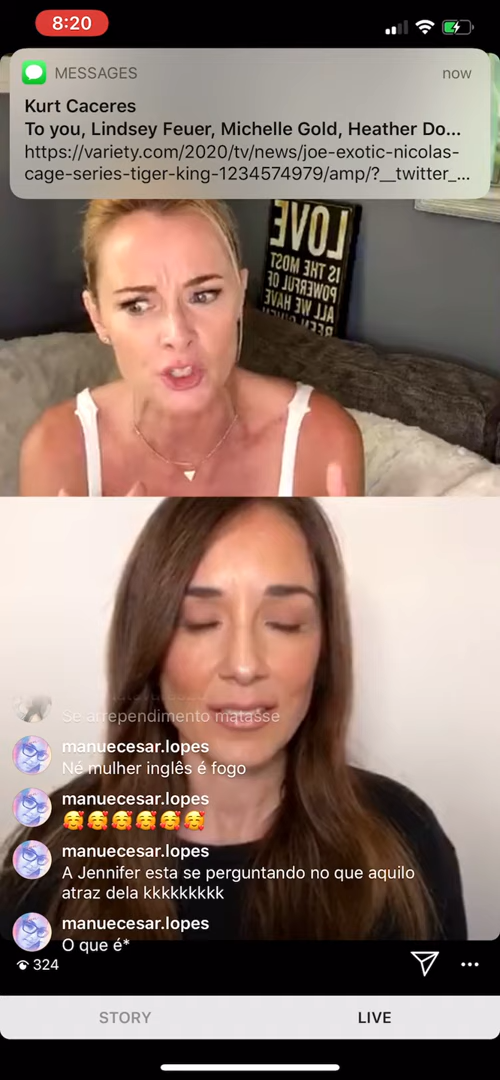 8:20
MESSAGES
now
Kurt Caceres
To you, Lindsey Feuer, Michelle Gold, Heather Do...
https://variety.com/2020/tv/news/joe-exotic-nicolas-
cage-series-tiger-king-1234574979/amp/?__twitter_...
LOVE
IS THE
MOST
POWERFUL OF
ALL WE HAVE
BEEN GIVEN
Se arrependimento matasse
manuecesar.lopes
Né mulher inglês é fogo
manuecesar.lopes
🥰🥰🥰🥰🥰🥰
manuecesar.lopes
A Jennifer esta se perguntando no que aquilo
atraz dela kkkkkkkkk
manuecesar.lopes
O que é*
324
STORY
LIVE